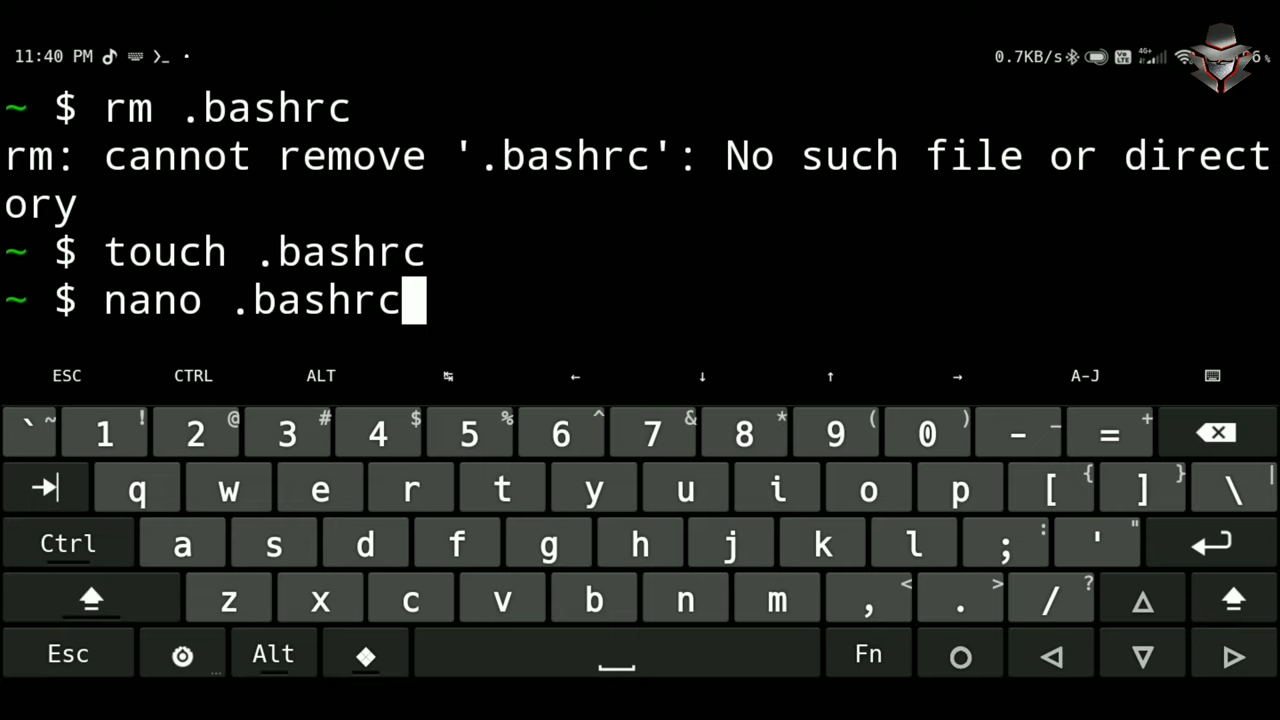 11:40 PM
0.7KB/s 4G+ 6%
~ $ rm .bashrc
rm: cannot remove '.bashrc': No such file or direct
ory
~ $ touch .bashrc
~ $ nano .bashrc
ESC CTRL ALT ↹ ← ↓ ↑ → A-J
` ~ 1 ! 2 @ 3 # 4 $ 5 % 6 ^ 7 & 8 * 9 ( 0 ) - _ = +
q w e r t y u i o p [ { ] } \ |
Ctrl a s d f g h j k l ; : ' "
z x c v b n m , < . > / ?
Esc ... Alt Fn